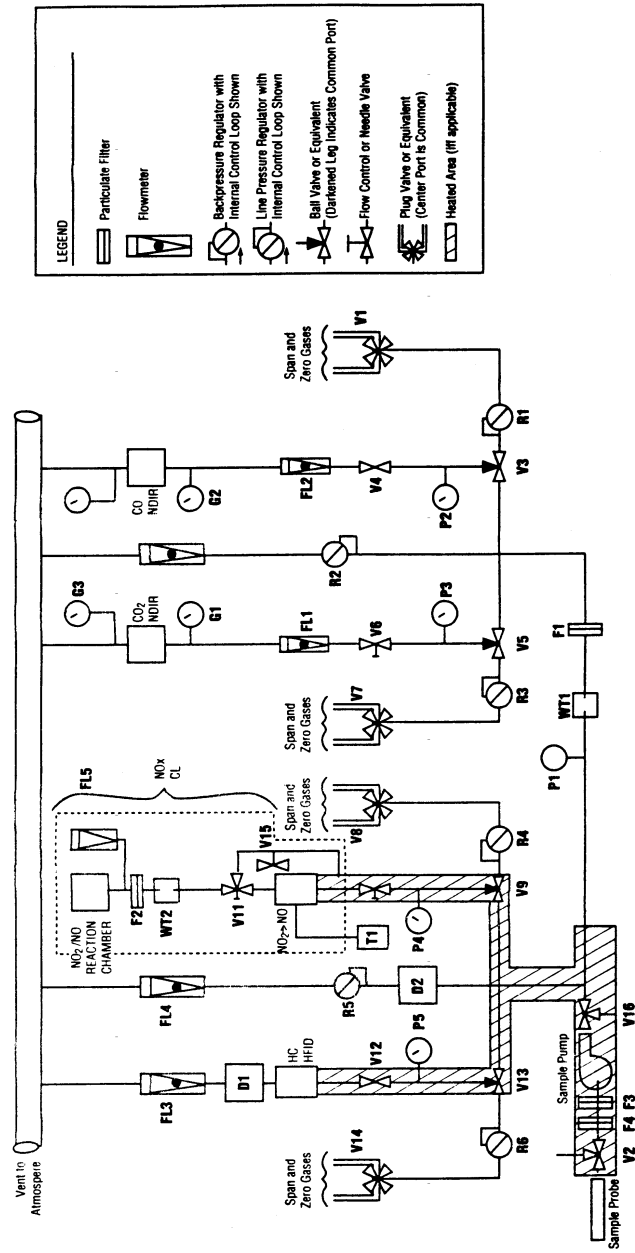 LEGEND
Particulate Filter
Flowmeter
Backpressure Regulator with
Internal Control Loop Shown
Line Pressure Regulator with
Internal Control Loop Shown
Ball Valve or Equivalent
(Darkened Leg Indicates Common Port)
Flow Control or Needle Valve
Plug Valve or Equivalent
(Center Port Is Common)
Heated Area (iff applicable)
Vent to
Atmospere
FL3
D1
HC
HFID
V12
P5
V13
R6
V14
Span and
Zero Gases
FL4
R5
D2
NO2/NO
REACTION
CHAMBER
FL5
F2
WT2
V11
V15
NO2→NO
T1
NOx
CL
P4
V9
R4
V8
Span and
Zero Gases
G3
CO2
NDIR
G1
FL1
V6
P3
V5
R3
V7
Span and
Zero Gases
R2
CO
NDIR
G2
FL2
V4
P2
V3
R1
V1
Span and
Zero Gases
Sample Probe
V2
F4
F3
Sample Pump
V16
P1
WT1
F1